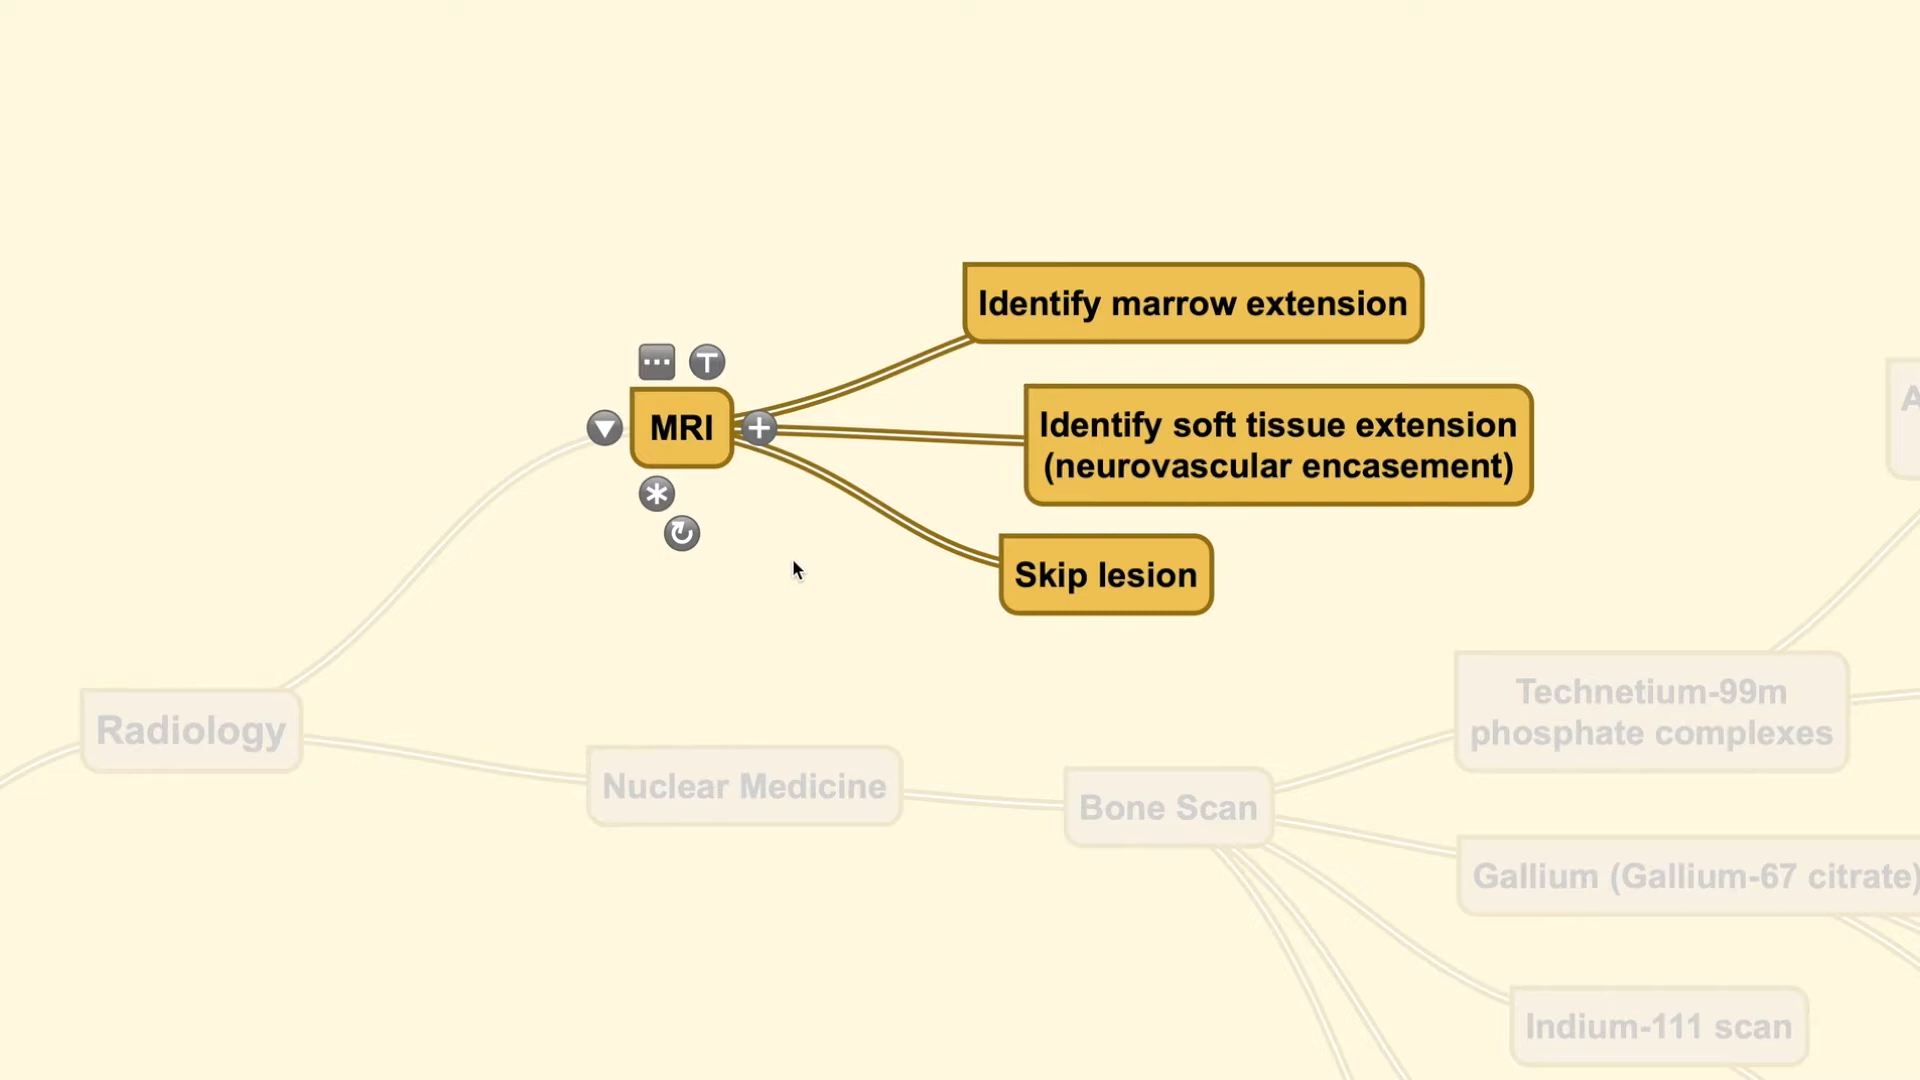 Identify marrow extension
MRI
Identify soft tissue extension
(neurovascular encasement)
Skip lesion
Radiology
Nuclear Medicine
Bone Scan
Technetium-99m
phosphate complexes
Gallium (Gallium-67 citrate)
Indium-111 scan